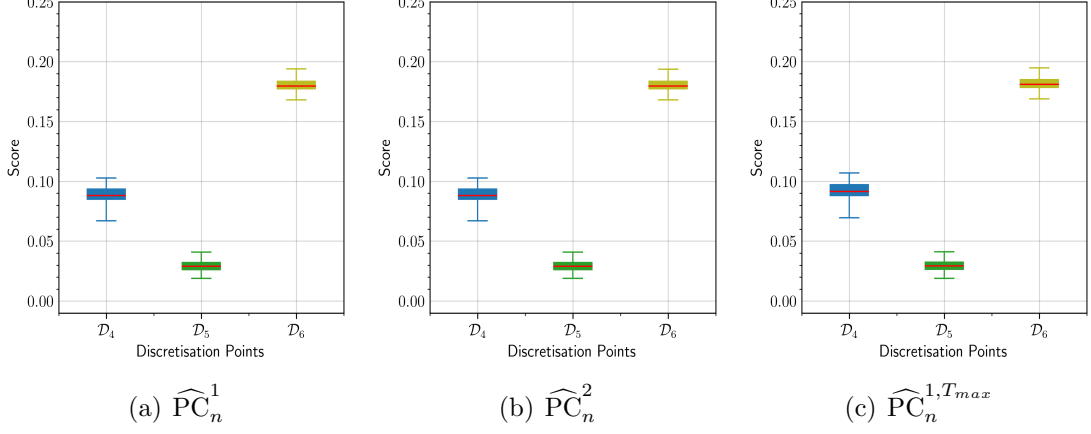 0.25
0.20
0.15
0.10
0.05
0.00
Score
𝒟₄ 𝒟₅ 𝒟₆
Discretisation Points
(a) $\widehat{\mathrm{PC}}_n^1$
0.25
0.20
0.15
0.10
0.05
0.00
Score
𝒟₄ 𝒟₅ 𝒟₆
Discretisation Points
(b) $\widehat{\mathrm{PC}}_n^2$
0.25
0.20
0.15
0.10
0.05
0.00
Score
𝒟₄ 𝒟₅ 𝒟₆
Discretisation Points
(c) $\widehat{\mathrm{PC}}_n^{1,T_{max}}$